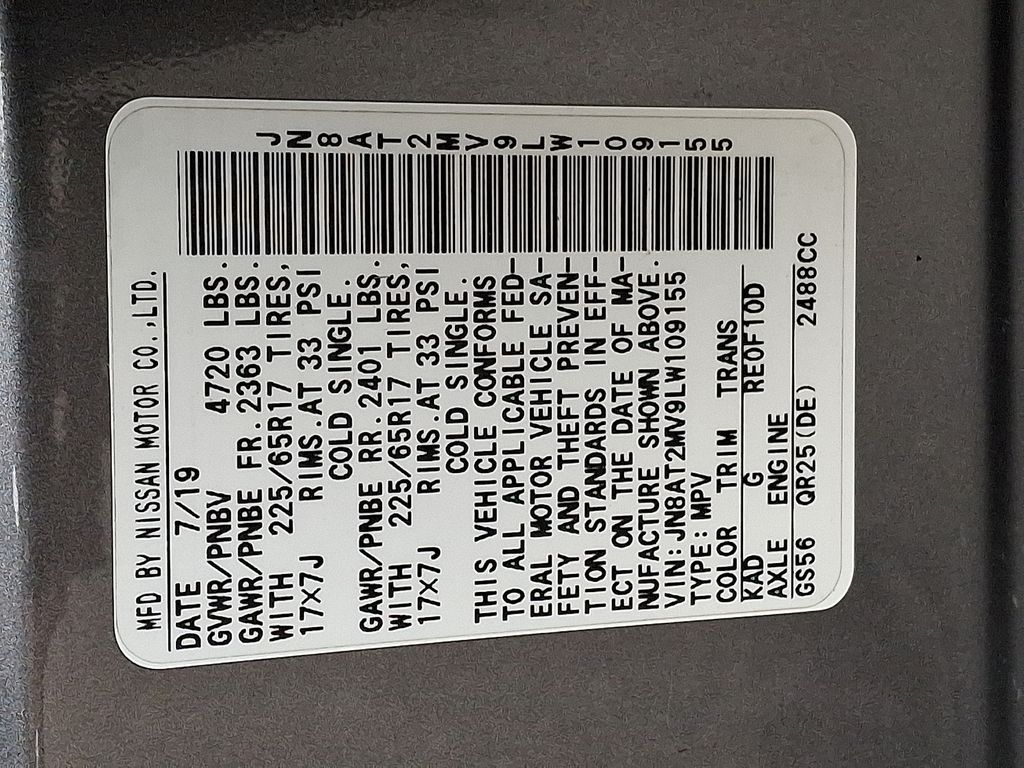 MFD BY NISSAN MOTOR CO.,LTD.
DATE 7/19
GVWR/PNBV 4720 LBS.
GAWR/PNBE FR.2363 LBS.
WITH 225/65R17 TIRES,
17×7J RIMS.AT 33 PSI
COLD SINGLE.
GAWR/PNBE RR.2401 LBS.
WITH 225/65R17 TIRES,
17×7J RIMS.AT 33 PSI
COLD SINGLE.
THIS VEHICLE CONFORMS
TO ALL APPLICABLE FED-
ERAL MOTOR VEHICLE SA-
FETY AND THEFT PREVEN-
TION STANDARDS IN EFF-
ECT ON THE DATE OF MA-
NUFACTURE SHOWN ABOVE.
VIN:JN8AT2MV9LW109155
TYPE:MPV
COLOR TRIM TRANS
KAD G RE0F10D
AXLE ENGINE
GS56 QR25(DE) 2488CC
JN8AT2MV9LW109155